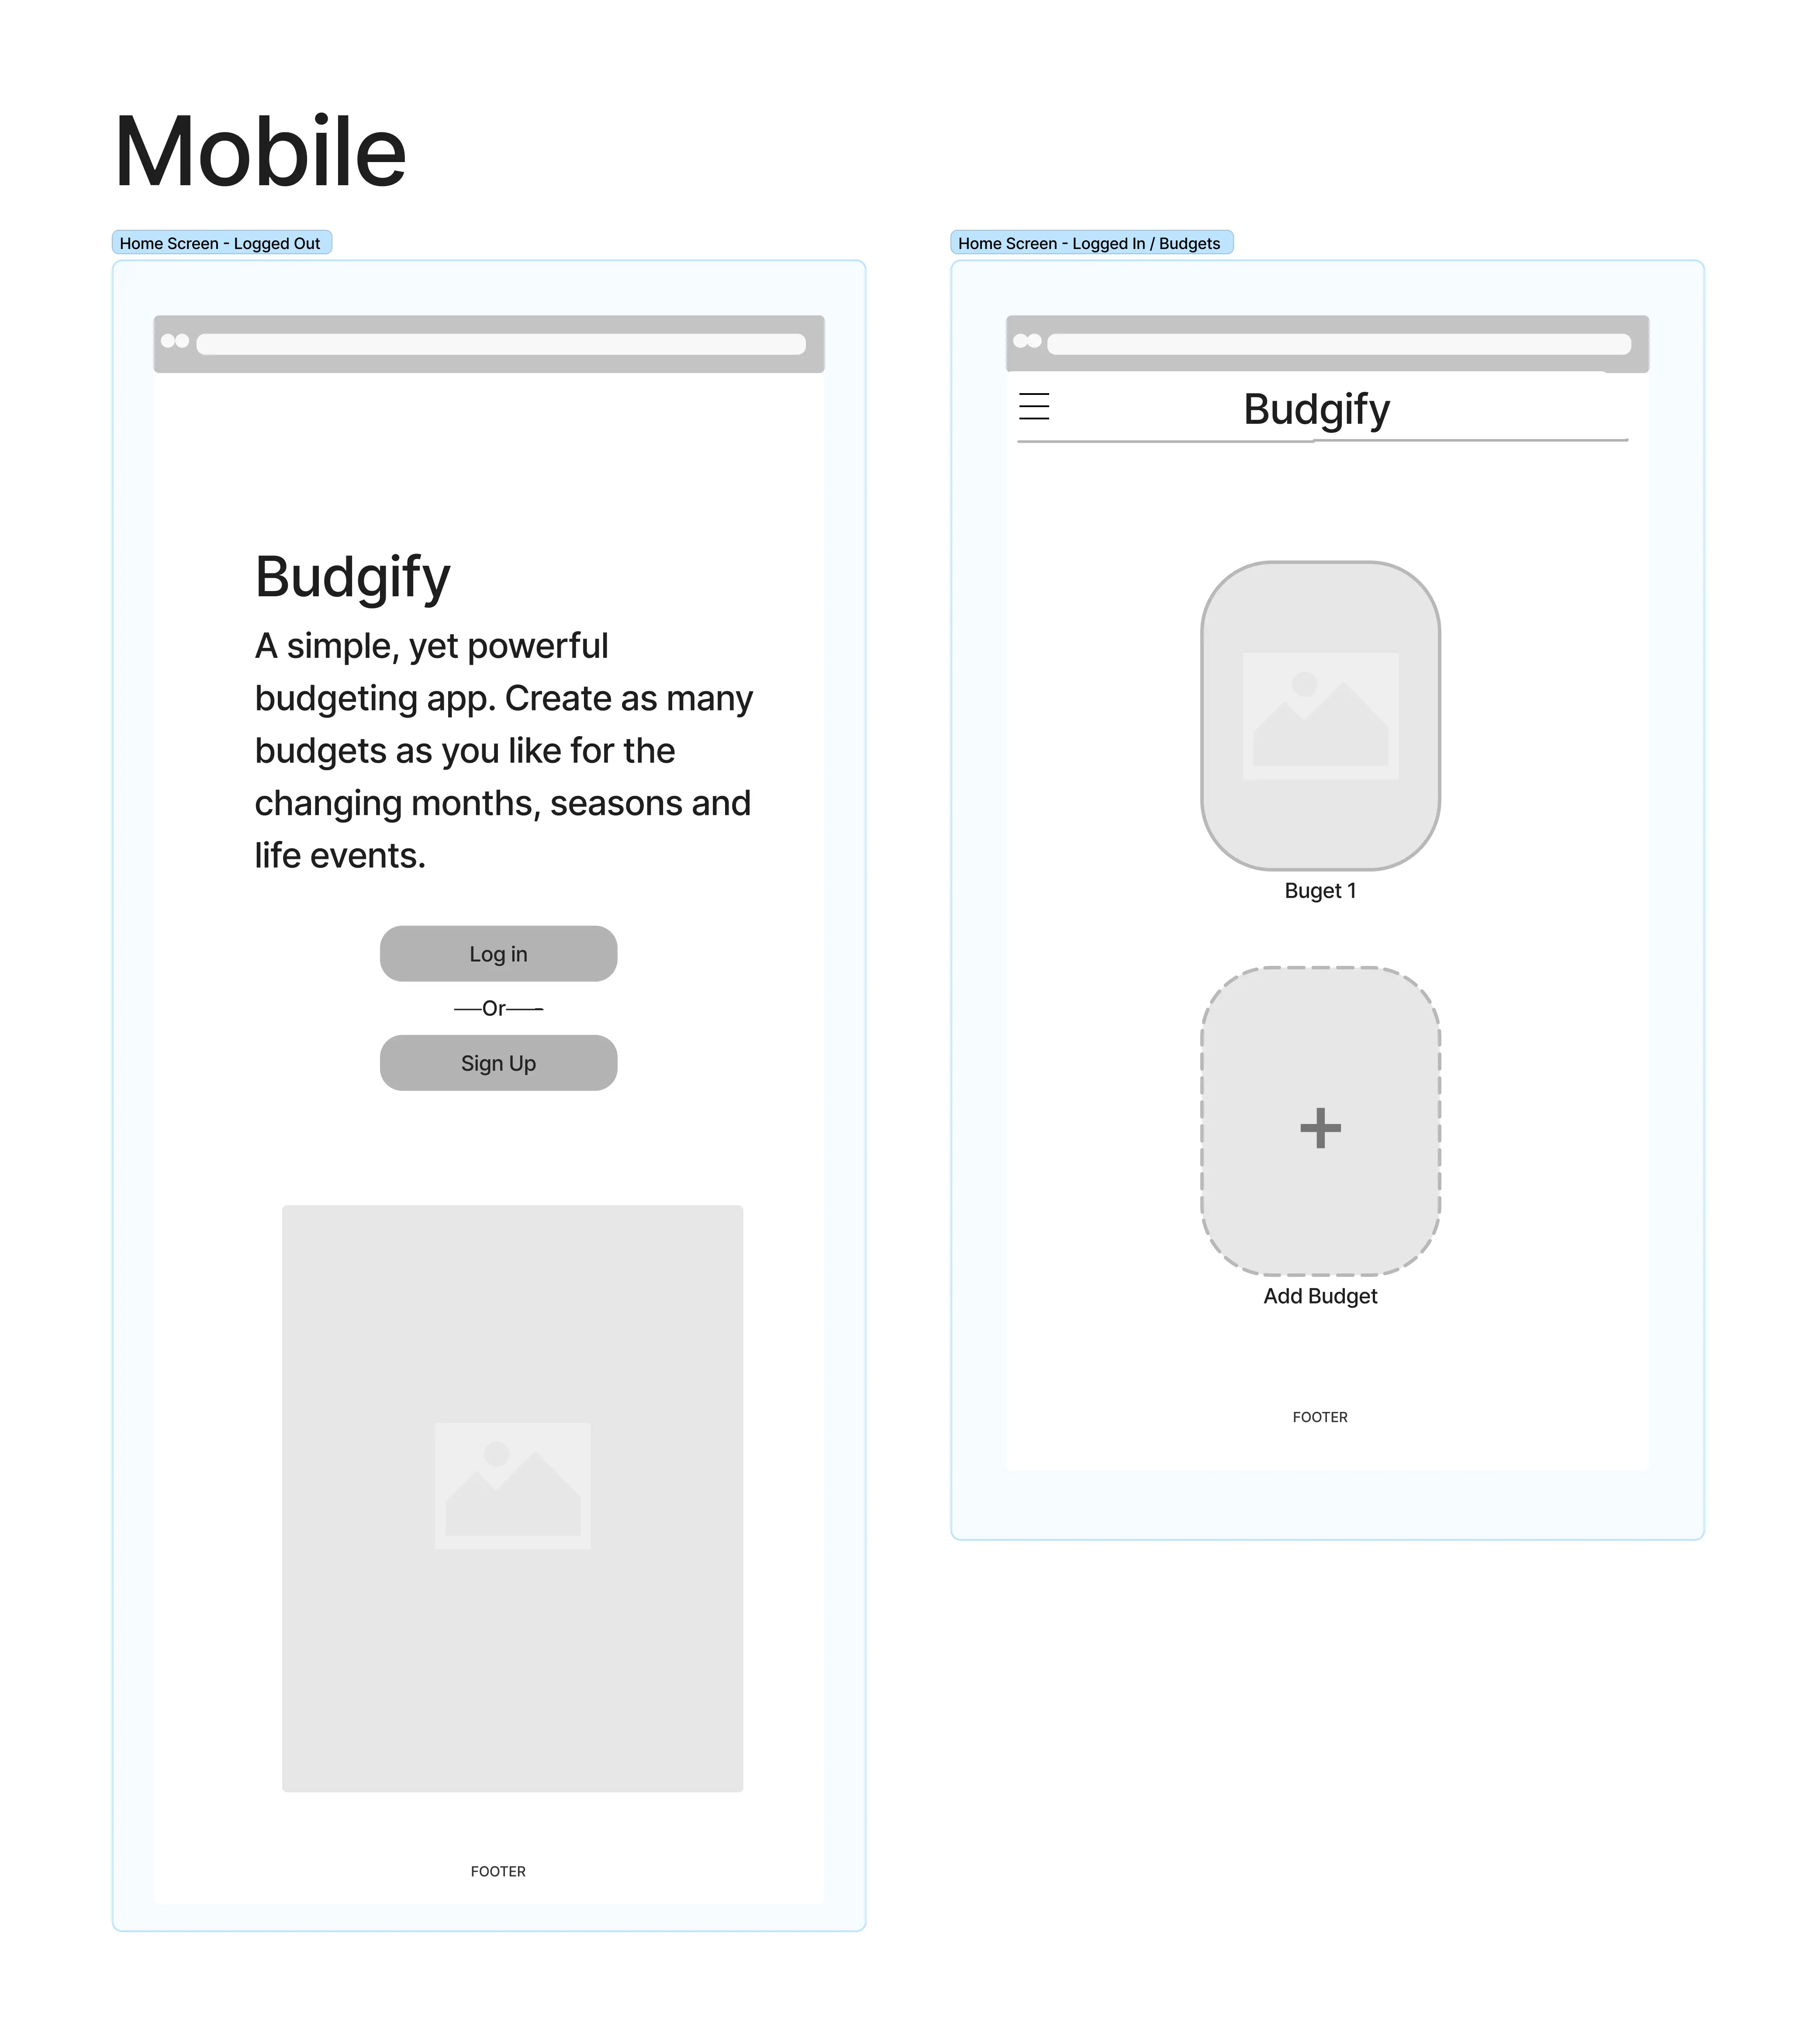 Mobile
Home Screen - Logged Out
Budgify
A simple, yet powerful
budgeting app. Create as many
budgets as you like for the
changing months, seasons and
life events.
Log in
Or
Sign Up
FOOTER
Home Screen - Logged In / Budgets
Budgify
Buget 1
Add Budget
FOOTER